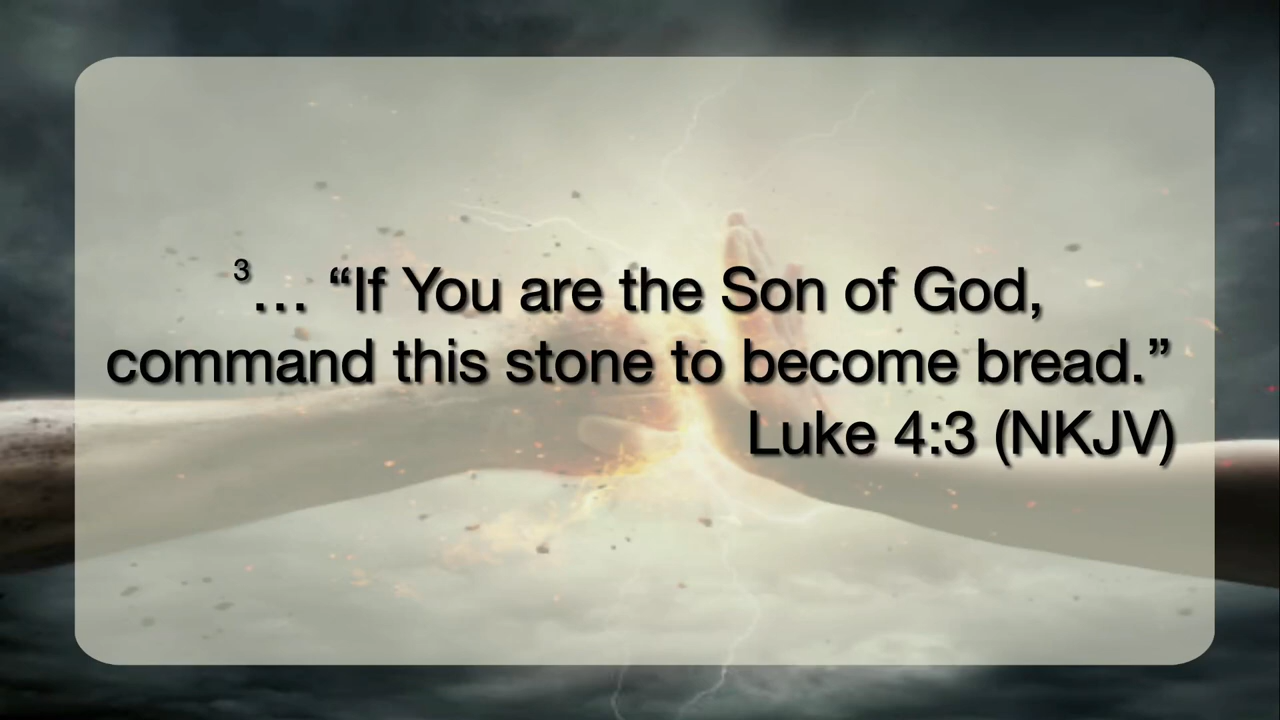 3… “If You are the Son of God,
command this stone to become bread.”
Luke 4:3 (NKJV)